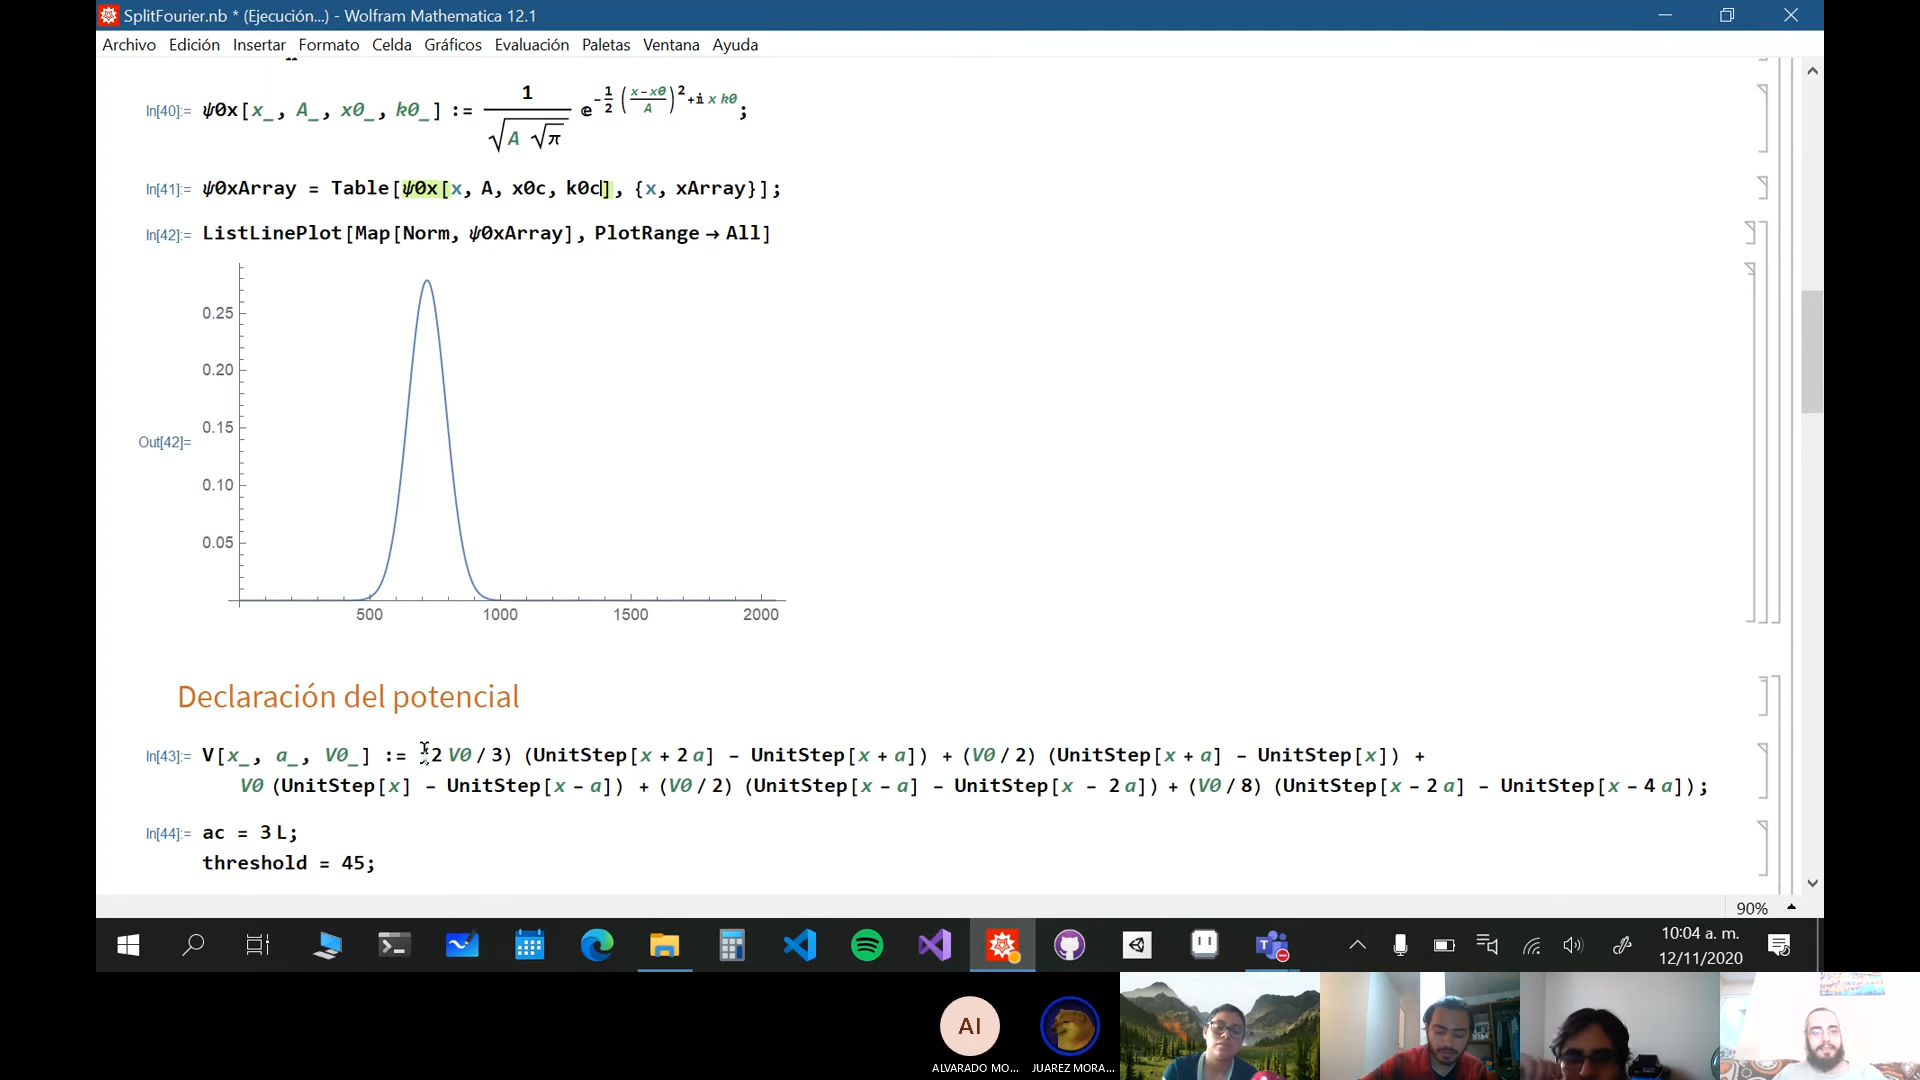 SplitFourier.nb * (Ejecución...) - Wolfram Mathematica 12.1
Archivo Edición Insertar Formato Celda Gráficos Evaluación Paletas Ventana Ayuda
In[40]:= ψ0x[x_, A_, x0_, k0_] := 1/√(A √π) ⅇ^(-1/2 ((x-x0)/A)^2+ⅈ x k0);
In[41]:= ψ0xArray = Table[ψ0x[x, A, x0c, k0c], {x, xArray}];
In[42]:= ListLinePlot[Map[Norm, ψ0xArray], PlotRange → All]
0.25
0.20
0.15
Out[42]=
0.10
0.05
500 1000 1500 2000
Declaración del potencial
In[43]:= V[x_, a_, V0_] := (2 V0 / 3) (UnitStep[x + 2 a] - UnitStep[x + a]) + (V0 / 2) (UnitStep[x + a] - UnitStep[x]) +
V0 (UnitStep[x] - UnitStep[x - a]) + (V0 / 2) (UnitStep[x - a] - UnitStep[x - 2 a]) + (V0 / 8) (UnitStep[x - 2 a] - UnitStep[x - 4 a]);
In[44]:= ac = 3 L;
threshold = 45;
90%
10:04 a. m.
12/11/2020
AI
ALVARADO MO...
JUAREZ MORA...